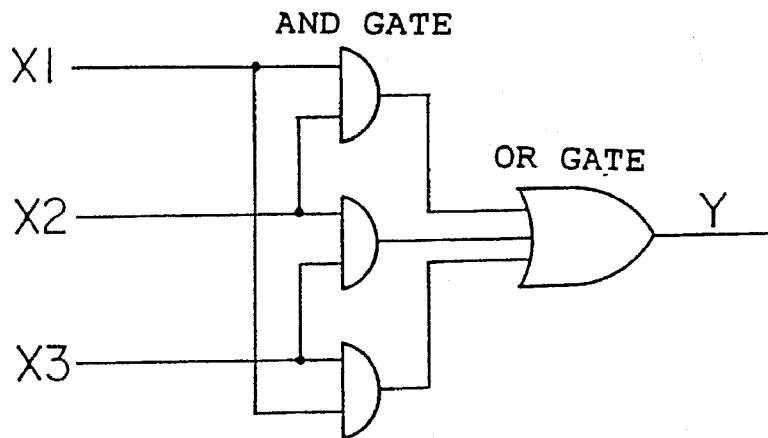 AND GATE
X1
OR GATE
X2
Y
X3